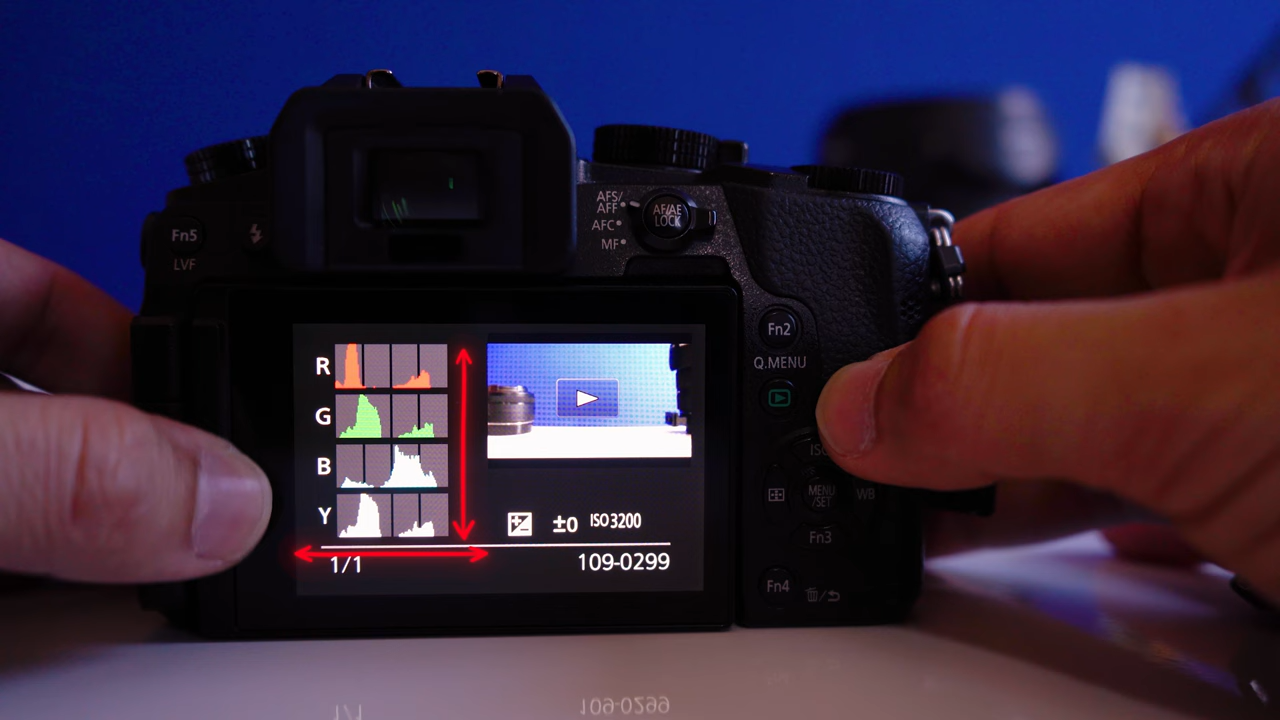 AFS/
AFF
AF/AE
LOCK
AFC
MF
Fn5
LVF
Fn2
Q.MENU
R
G
B
Y
±0
ISO3200
1/1
109-0299
MENU
/SET
WB
Fn3
Fn4
109-0299